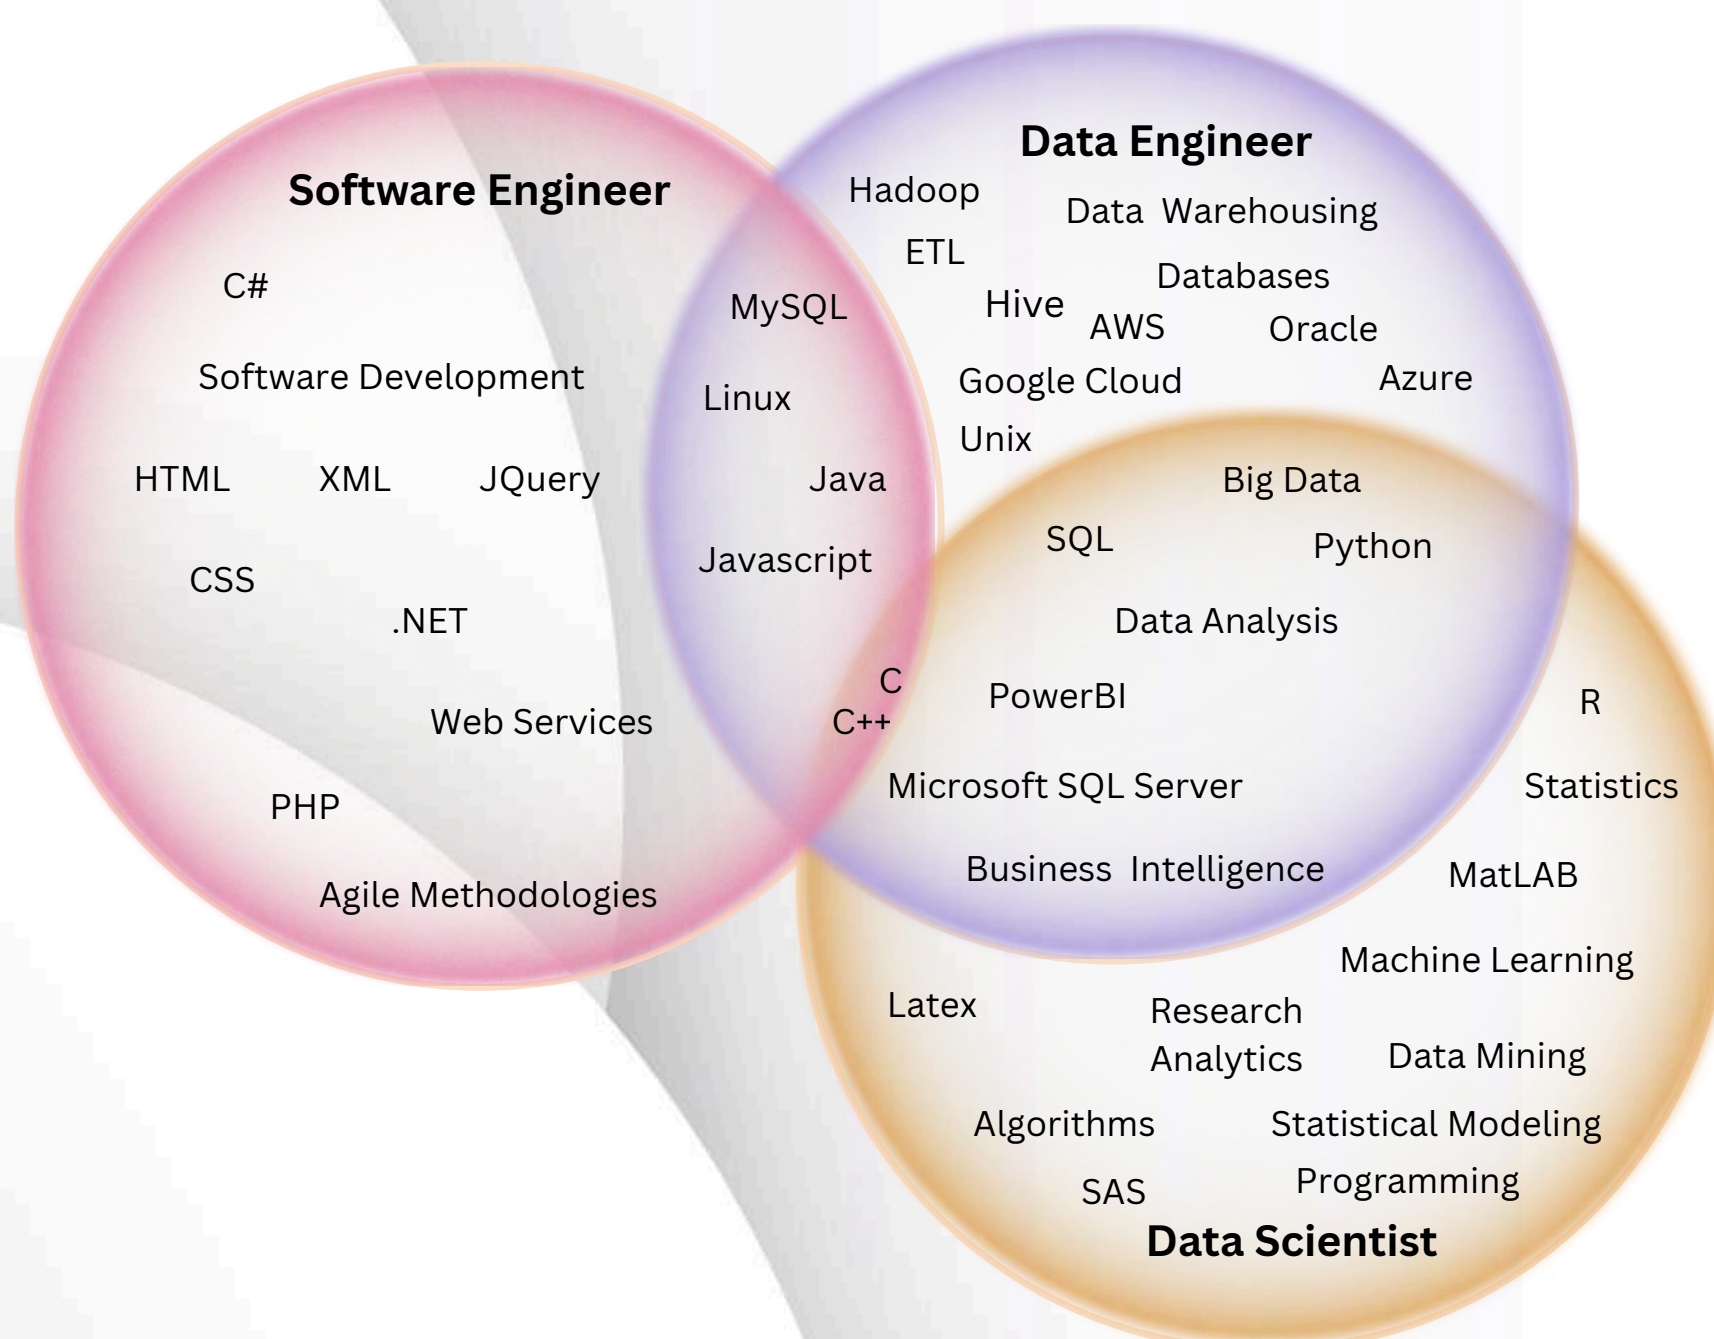 Software Engineer
C#
Software Development
HTML
XML
JQuery
CSS
.NET
Web Services
PHP
Agile Methodologies
MySQL
Linux
Java
Javascript
C
C++
Data Engineer
Hadoop
Data Warehousing
ETL
Databases
Hive
AWS
Oracle
Google Cloud
Azure
Unix
Big Data
SQL
Python
Data Analysis
PowerBI
Microsoft SQL Server
Business Intelligence
R
Statistics
MatLAB
Machine Learning
Latex
Research
Analytics
Data Mining
Algorithms
Statistical Modeling
SAS
Programming
Data Scientist